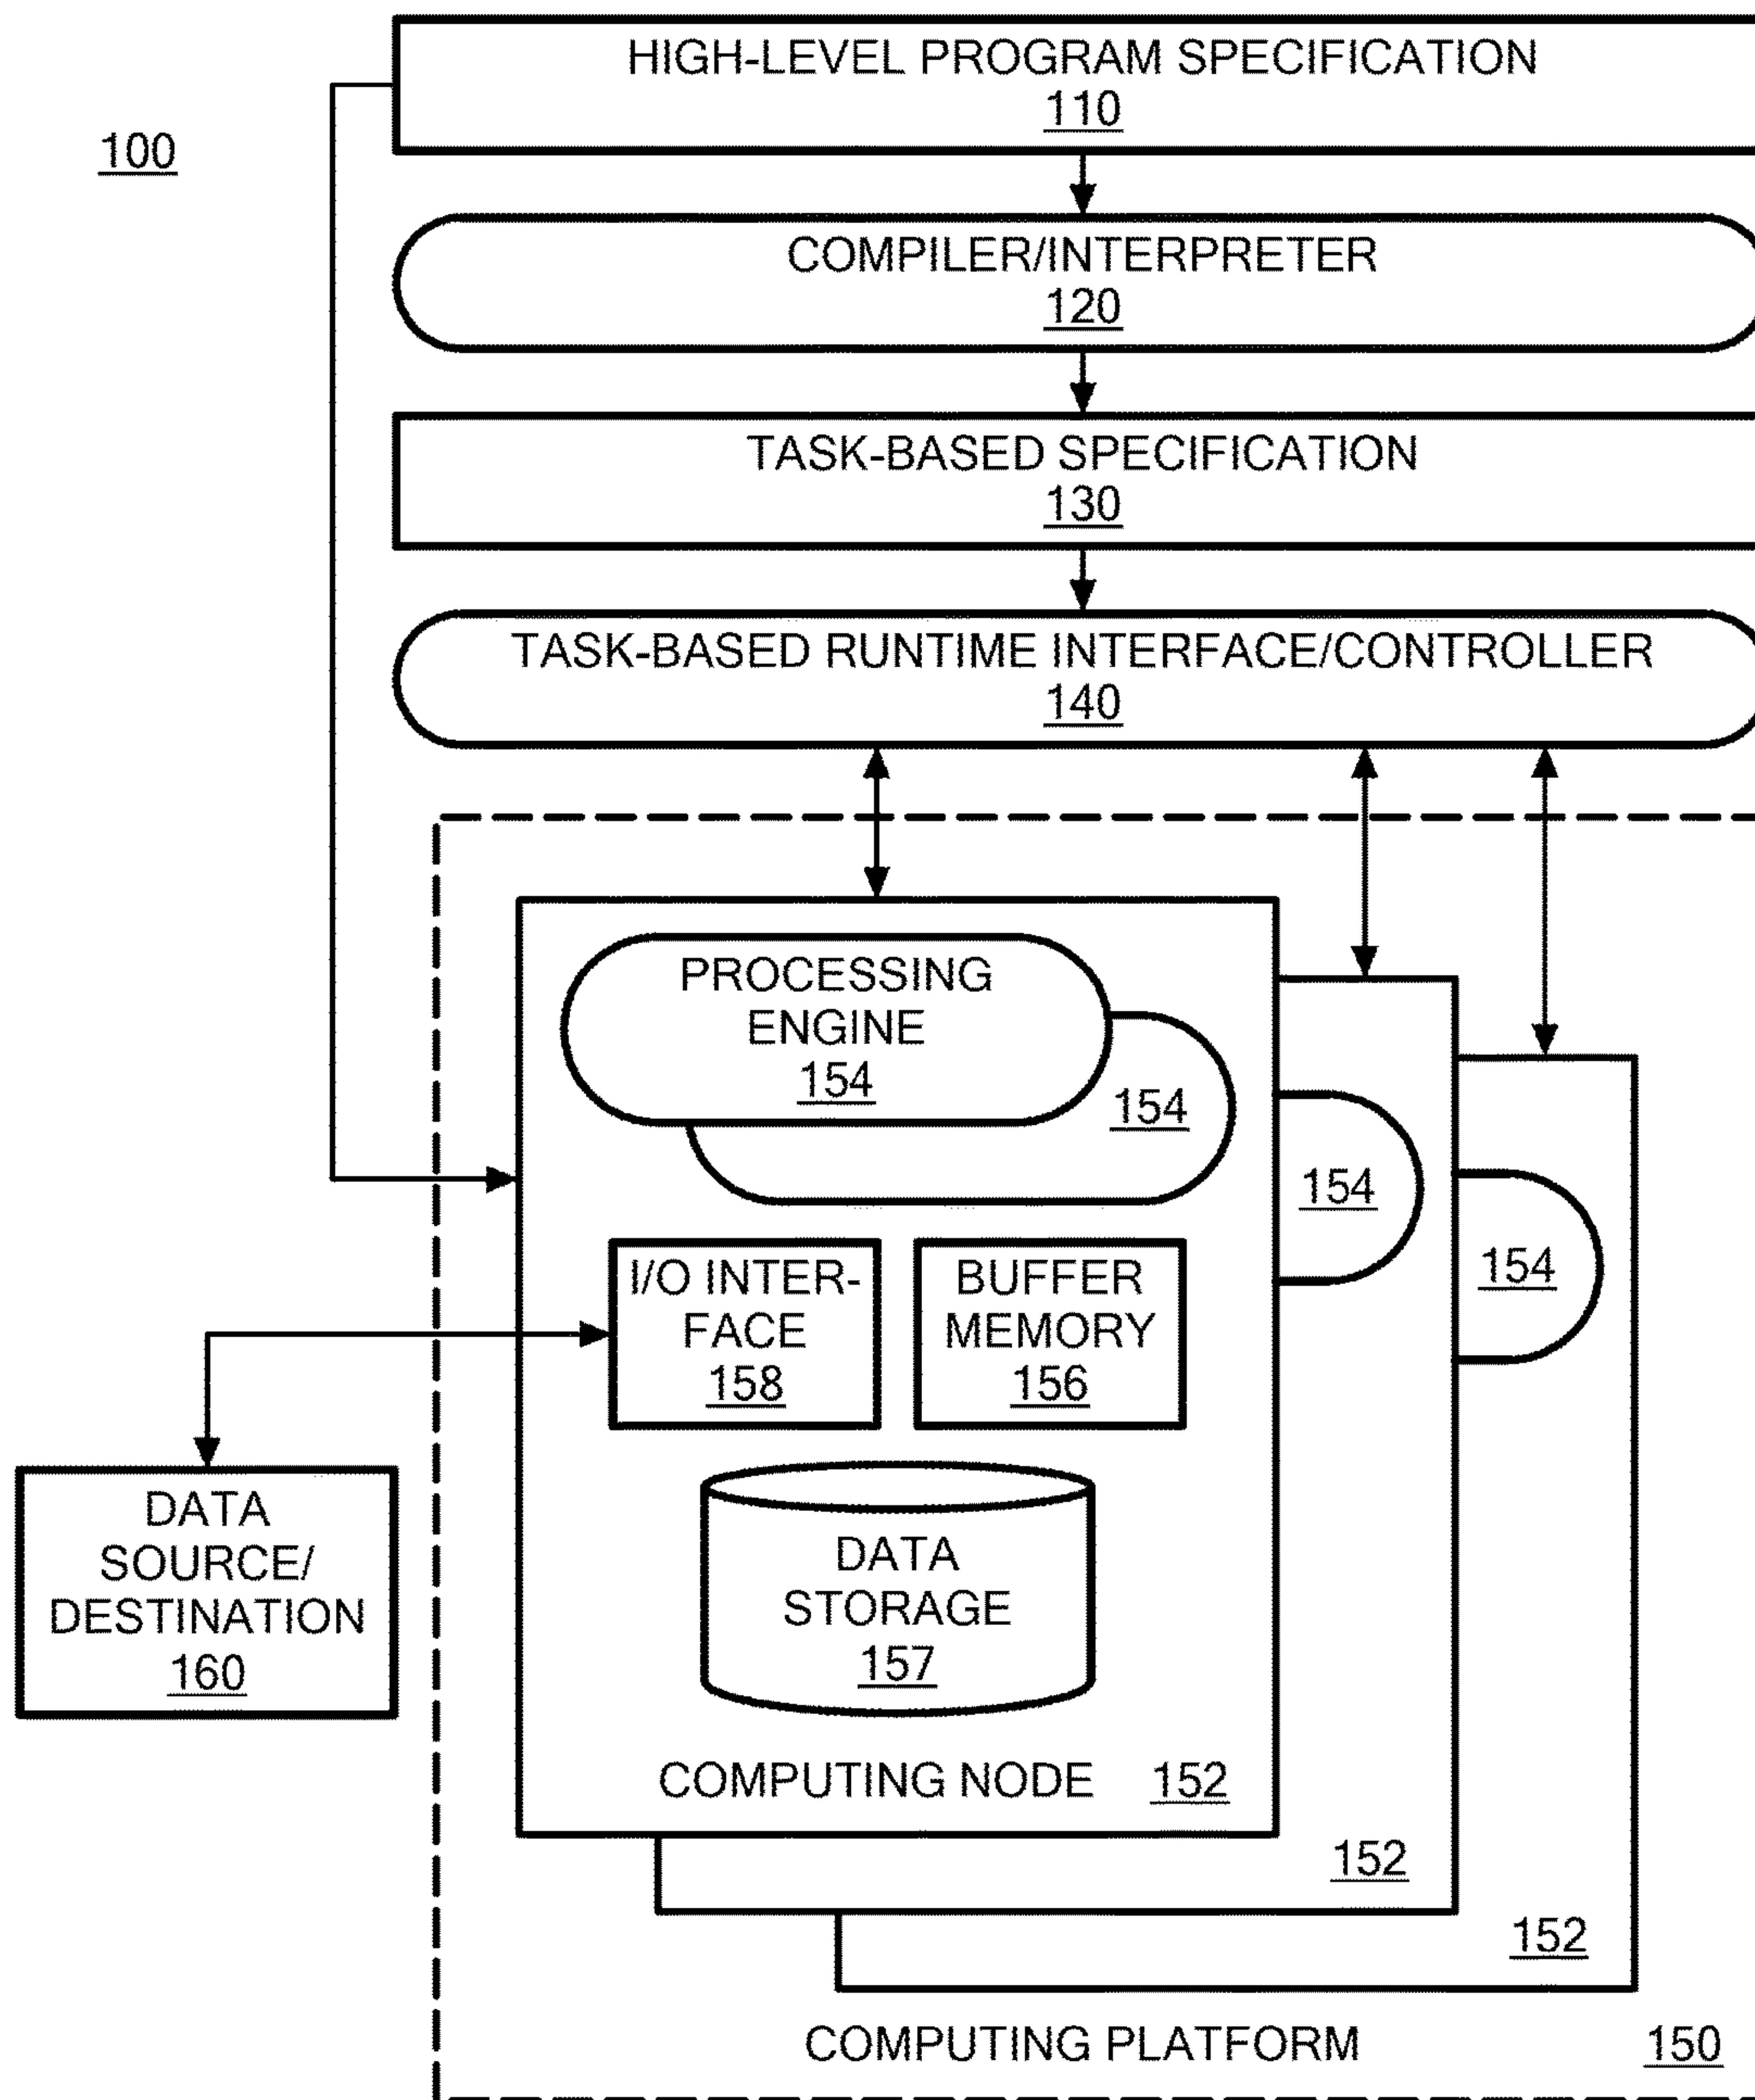 100
HIGH-LEVEL PROGRAM SPECIFICATION
110
COMPILER/INTERPRETER
120
TASK-BASED SPECIFICATION
130
TASK-BASED RUNTIME INTERFACE/CONTROLLER
140
PROCESSING
ENGINE
154
154
154
154
I/O INTER-
FACE
158
BUFFER
MEMORY
156
DATA
STORAGE
157
DATA
SOURCE/
DESTINATION
160
COMPUTING NODE 152
152
152
COMPUTING PLATFORM 150